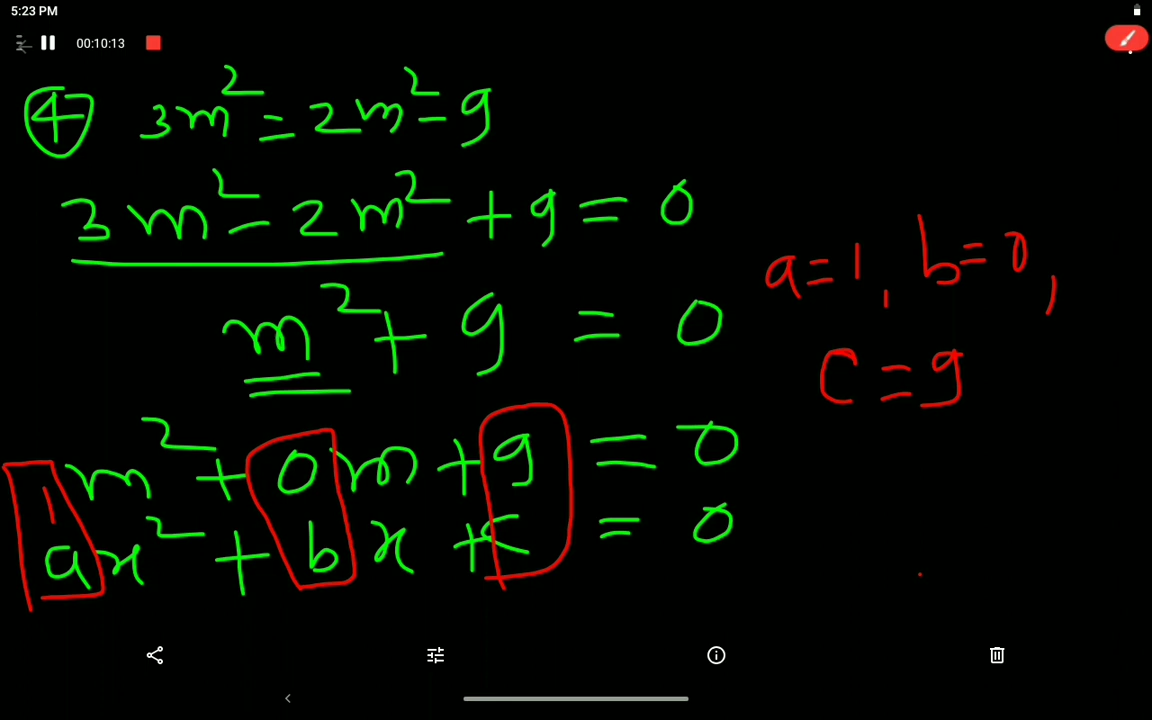 5:23 PM
00:10:13
④ 3m² = 2m² - 9
3m² - 2m² + 9 = 0
a = 1, b = 0,
m² + 9 = 0
c = 9
1m² + 0m + 9 = 0
ax² + bx + c = 0